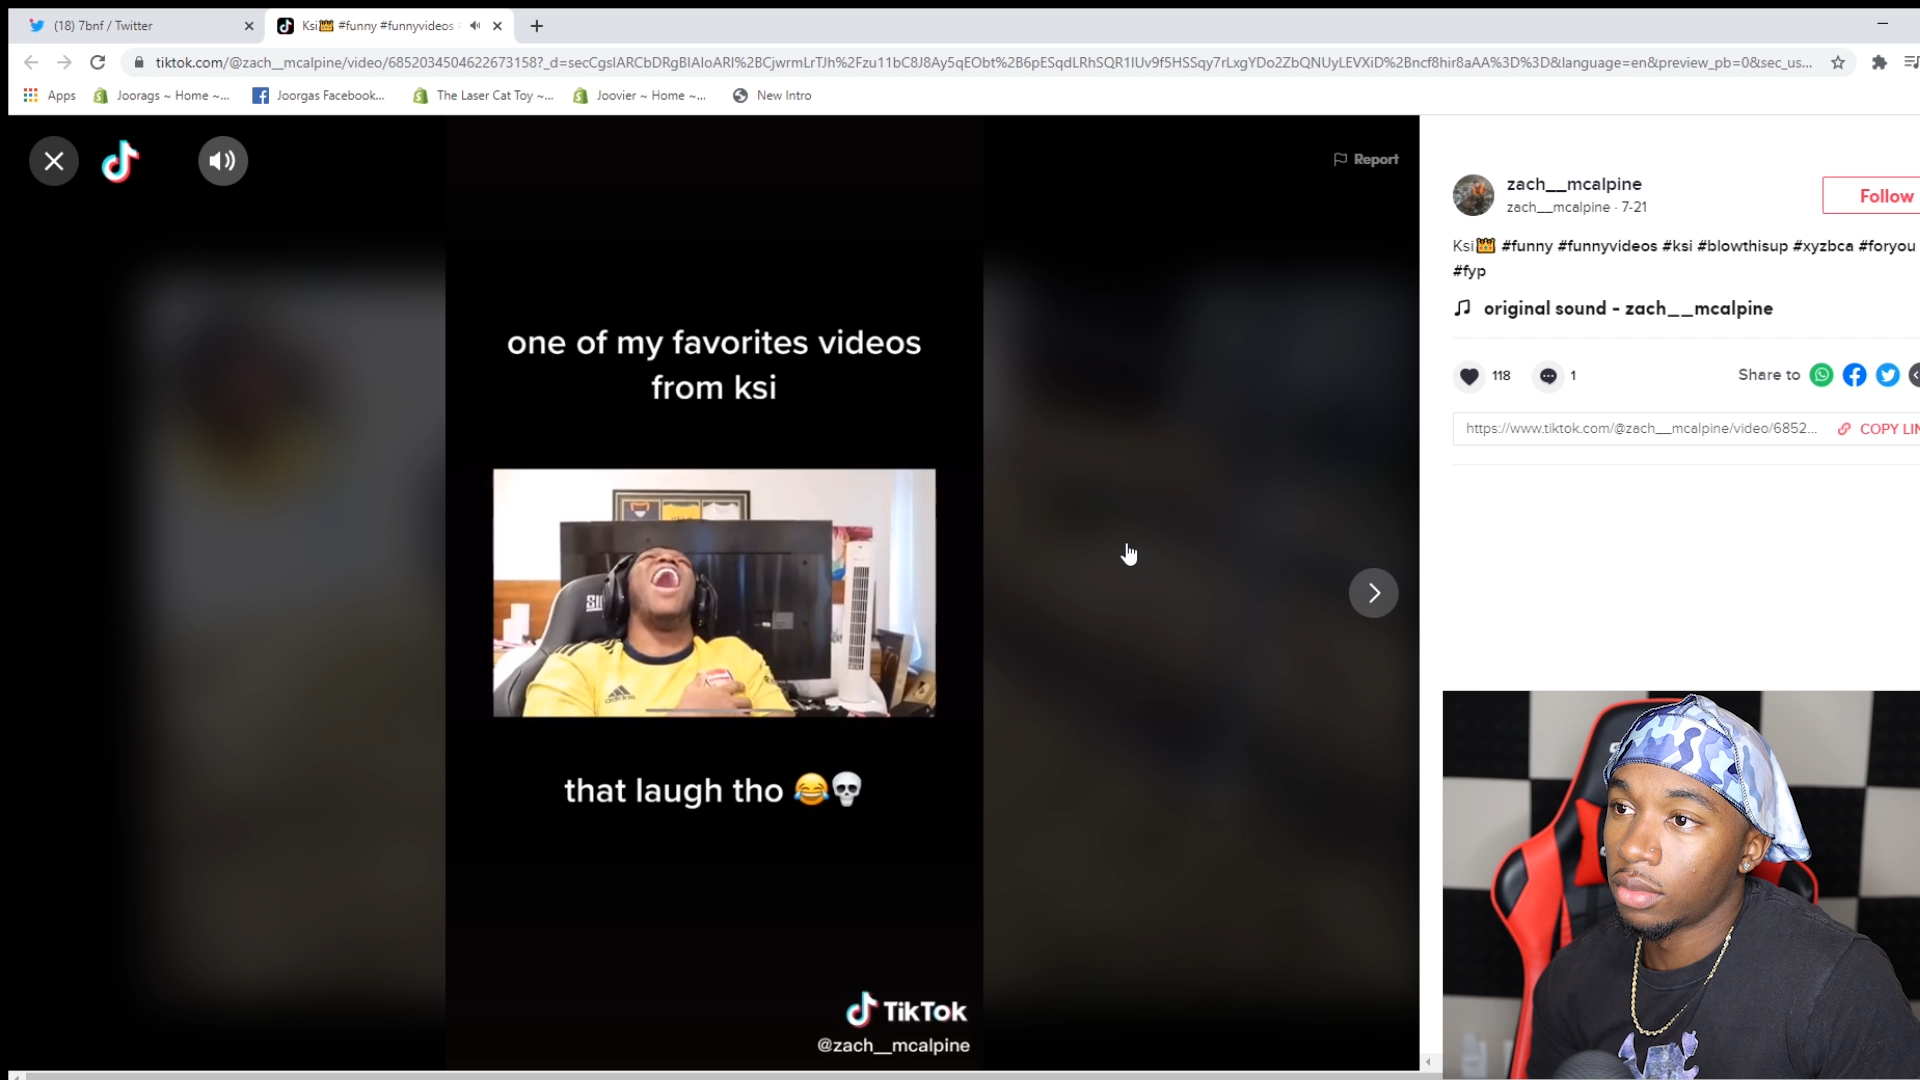 (18) 7bnf / Twitter
Ksi👑 #funny #funnyvideos
tiktok.com/@zach__mcalpine/video/6852034504622673158?_d=secCgsIARCbDRgBIAIoARI%2BCjwrmLrTJh%2Fzu11bC8J8Ay5qEObt%2B6pESqdLRhSQR1IUv9f5HSSqy7rLxgYDo2ZbQNUyLEVXiD%2Bncf8hir8aAA%3D%3D&language=en&preview_pb=0&sec_us...
Apps
Joorags ~ Home ~...
Joorgas Facebook...
The Laser Cat Toy ~...
Joovier ~ Home ~...
New Intro
Report
one of my favorites videos
from ksi
that laugh tho 😂💀
TikTok
@zach__mcalpine
zach__mcalpine
zach__mcalpine · 7-21
Follow
Ksi👑 #funny #funnyvideos #ksi #blowthisup #xyzbca #foryou
#fyp
original sound - zach__mcalpine
118
1
Share to
https://www.tiktok.com/@zach__mcalpine/video/6852...
COPY LIN